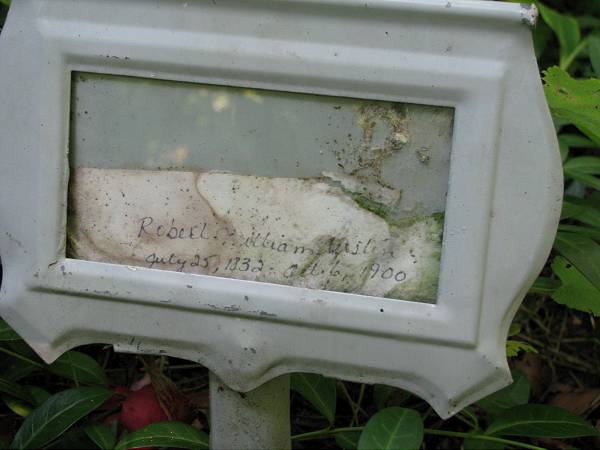 Robert William
July 25, 1832 - Oct. 6, 1900